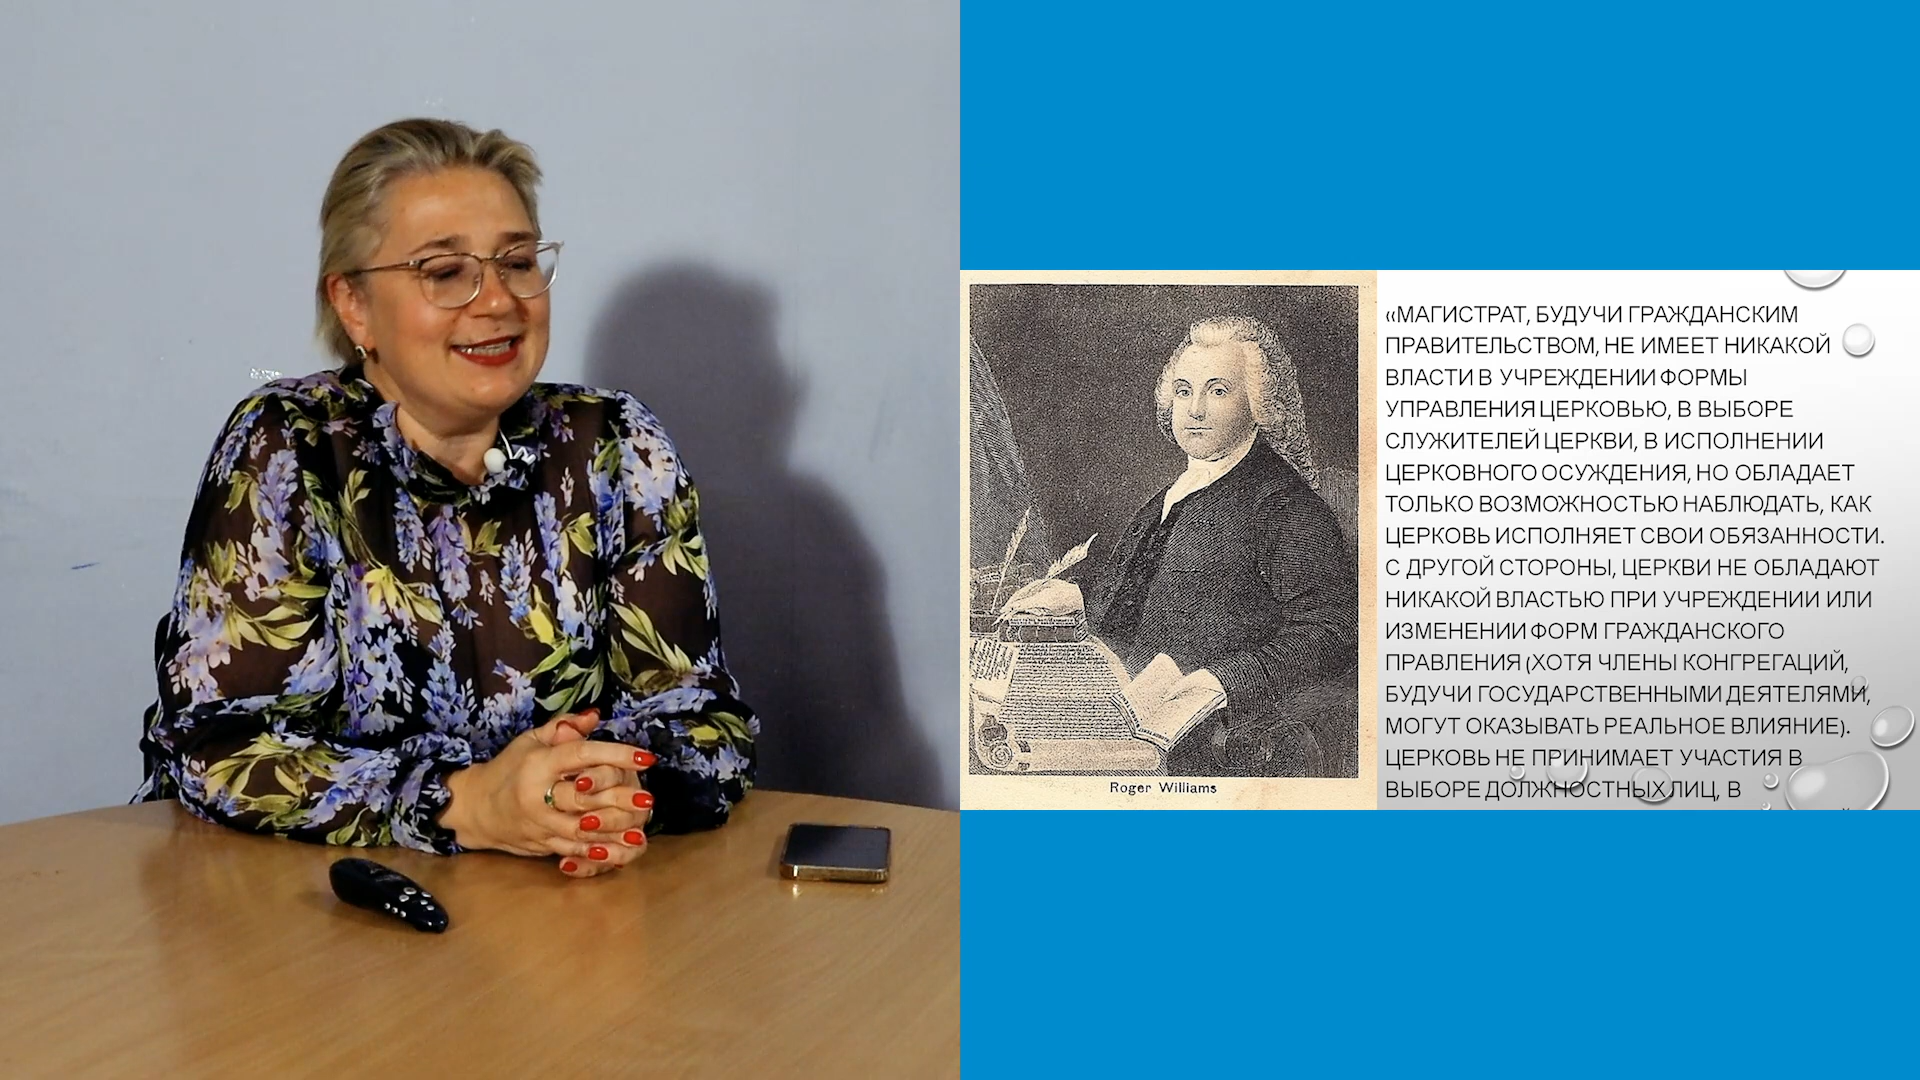 Roger Williams
«МАГИСТРАТ, БУДУЧИ ГРАЖДАНСКИМ
ПРАВИТЕЛЬСТВОМ, НЕ ИМЕЕТ НИКАКОЙ
ВЛАСТИ В УЧРЕЖДЕНИИ ФОРМЫ
УПРАВЛЕНИЯ ЦЕРКОВЬЮ, В ВЫБОРЕ
СЛУЖИТЕЛЕЙ ЦЕРКВИ, В ИСПОЛНЕНИИ
ЦЕРКОВНОГО ОСУЖДЕНИЯ, НО ОБЛАДАЕТ
ТОЛЬКО ВОЗМОЖНОСТЬЮ НАБЛЮДАТЬ, КАК
ЦЕРКОВЬ ИСПОЛНЯЕТ СВОИ ОБЯЗАННОСТИ.
С ДРУГОЙ СТОРОНЫ, ЦЕРКВИ НЕ ОБЛАДАЮТ
НИКАКОЙ ВЛАСТЬЮ ПРИ УЧРЕЖДЕНИИ ИЛИ
ИЗМЕНЕНИИ ФОРМ ГРАЖДАНСКОГО
ПРАВЛЕНИЯ (ХОТЯ ЧЛЕНЫ КОНГРЕГАЦИЙ,
БУДУЧИ ГОСУДАРСТВЕННЫМИ ДЕЯТЕЛЯМИ,
МОГУТ ОКАЗЫВАТЬ РЕАЛЬНОЕ ВЛИЯНИЕ).
ЦЕРКОВЬ НЕ ПРИНИМАЕТ УЧАСТИЯ В
ВЫБОРЕ ДОЛЖНОСТНЫХ ЛИЦ, В